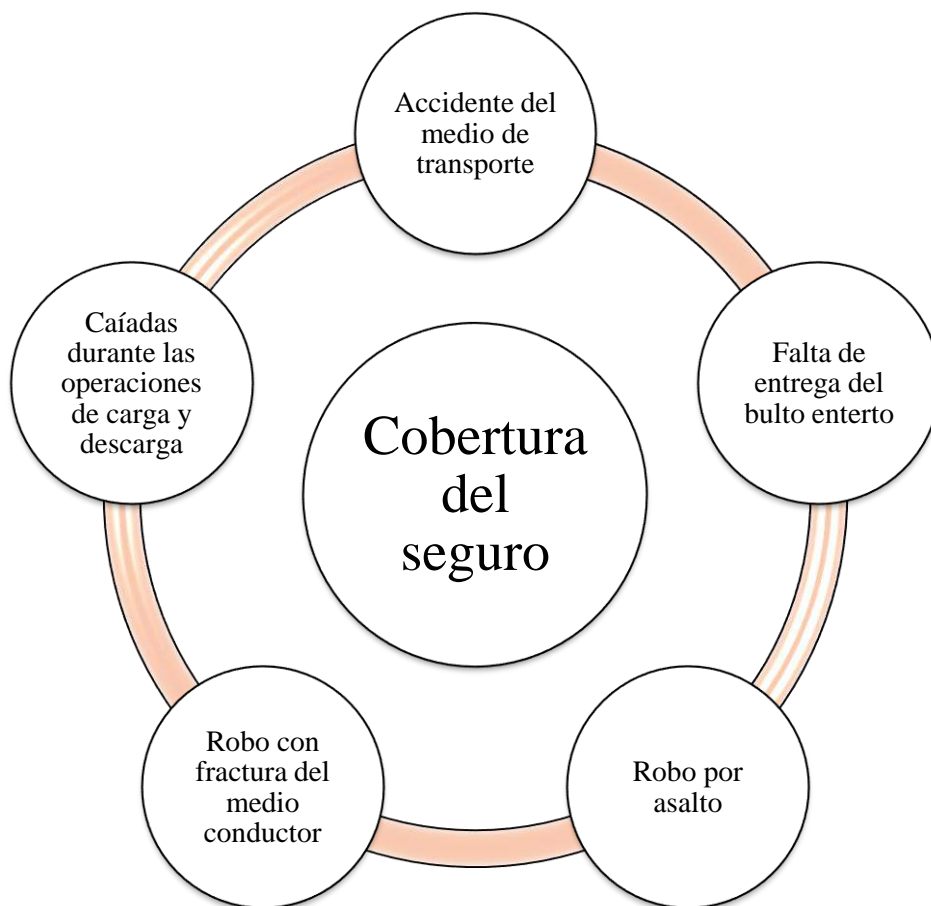 Accidente del
medio de
transporte
Falta de
entrega del
bulto enterto
Robo por
asalto
Robo con
fractura del
medio
conductor
Caíadas
durante las
operaciones
de carga y
descarga
Cobertura
del
seguro